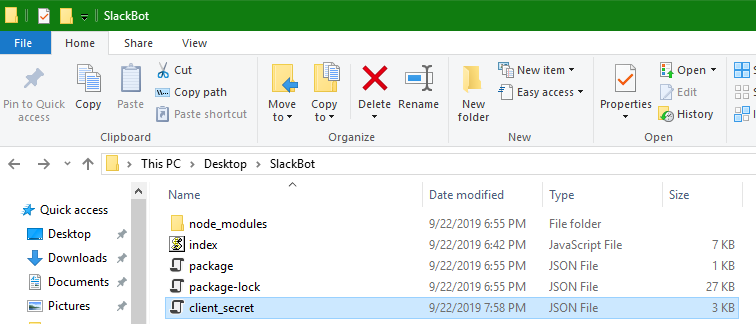 SlackBot
File Home Share View
Pin to Quick access
Copy
Paste
Cut
Copy path
Paste shortcut
Clipboard
Move to
Copy to
Delete
Rename
Organize
New folder
New item
Easy access
New
Properties
Open
Edit
History
Open
This PC > Desktop > SlackBot
Quick access
Desktop
Downloads
Documents
Pictures
Name Date modified Type Size
node_modules 9/22/2019 6:55 PM File folder
index 9/22/2019 6:42 PM JavaScript File 7 KB
package 9/22/2019 6:55 PM JSON File 1 KB
package-lock 9/22/2019 6:55 PM JSON File 27 KB
client_secret 9/22/2019 7:58 PM JSON File 3 KB